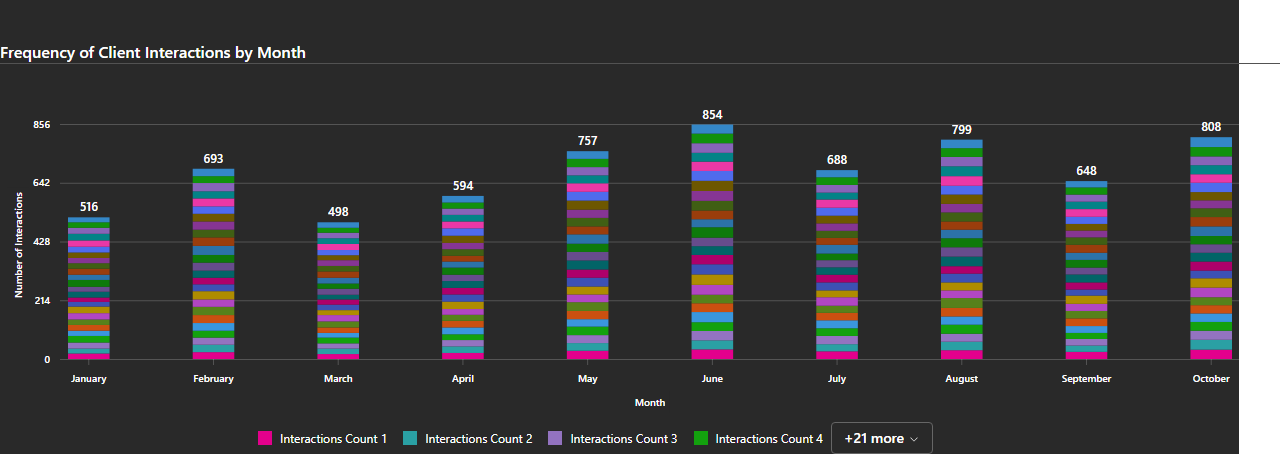 Frequency of Client Interactions by Month
Number of Interactions
856
642
428
214
0
516
693
498
594
757
854
688
799
648
808
January
February
March
April
May
June
July
August
September
October
Month
Interactions Count 1
Interactions Count 2
Interactions Count 3
Interactions Count 4
+21 more